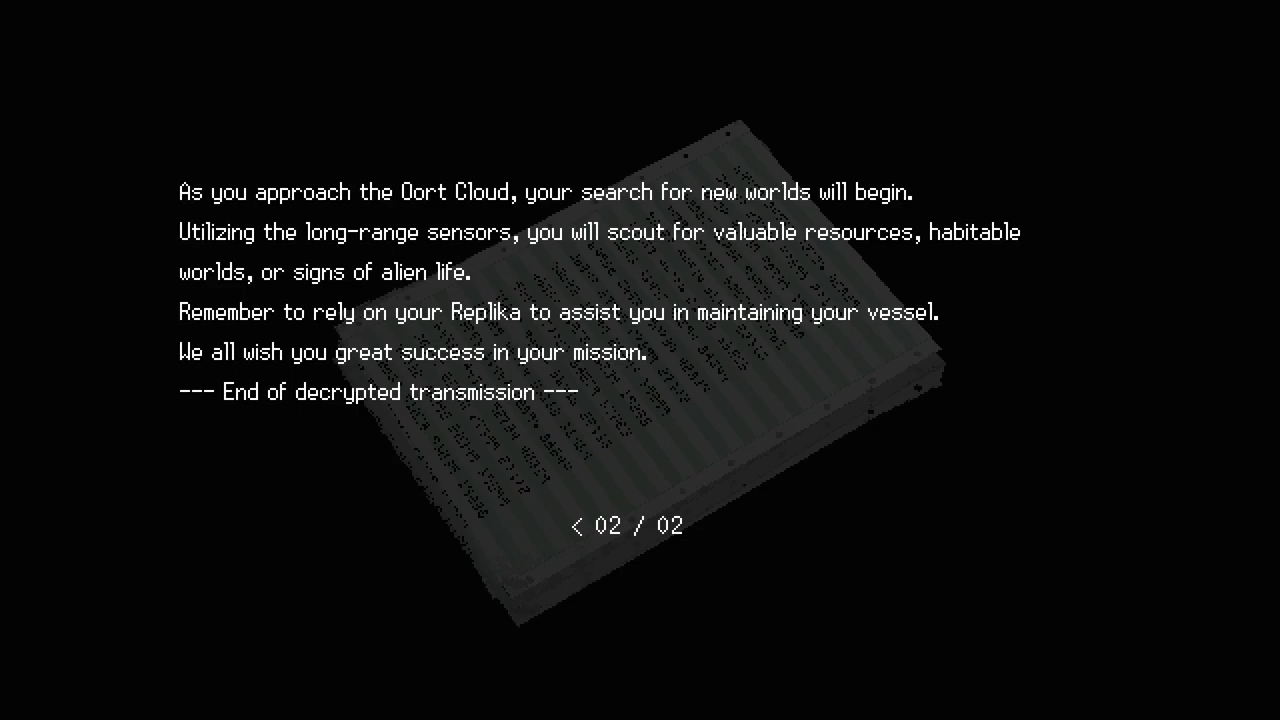 As you approach the Oort Cloud, your search for new worlds will begin.
Utilizing the long-range sensors, you will scout for valuable resources, habitable
worlds, or signs of alien life.
Remember to rely on your Replika to assist you in maintaining your vessel.
We all wish you great success in your mission.
--- End of decrypted transmission ---
< 02 / 02